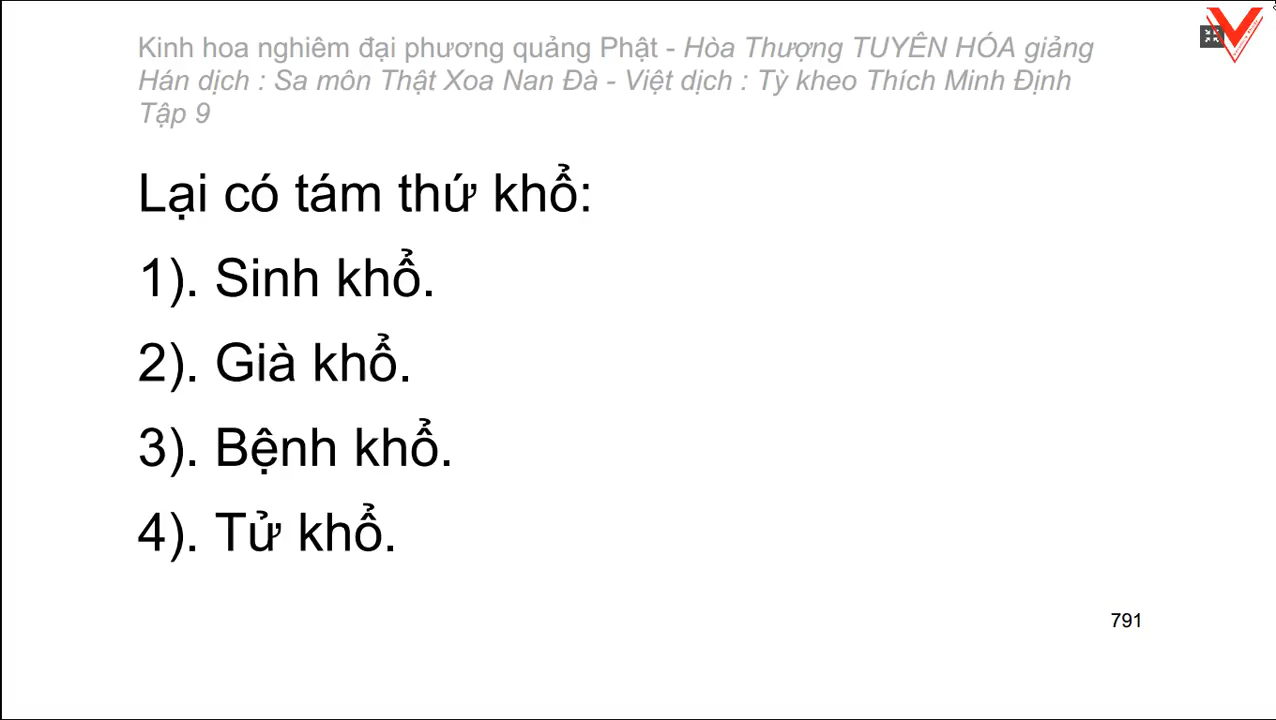 Kinh hoa nghiêm đại phương quảng Phật - Hòa Thượng TUYÊN HÓA giảng
Hán dịch : Sa môn Thật Xoa Nan Đà - Việt dịch : Tỳ kheo Thích Minh Định
Tập 9
Lại có tám thứ khổ:
1). Sinh khổ.
2). Già khổ.
3). Bệnh khổ.
4). Tử khổ.
791